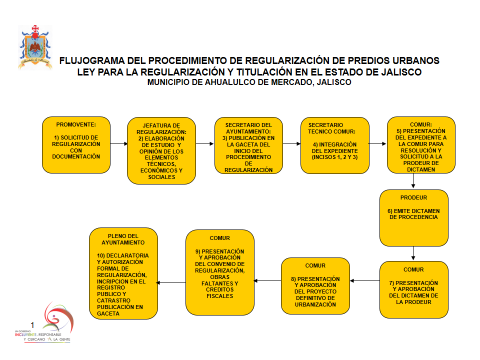 FLUJOGRAMA DEL PROCEDIMIENTO DE REGULARIZACIÓN DE PREDIOS URBANOS
LEY PARA LA REGULARIZACIÓN Y TITULACIÓN EN EL ESTADO DE JALISCO
MUNICIPIO DE AHUALULCO DE MERCADO, JALISCO
PROMOVENTE:
1) SOLICITUD DE
REGULARIZACIÓN
CON
DOCUMENTACIÓN
JEFATURA DE
REGULARIZACIÓN:
2) ELABORACIÓN
DE ESTUDIO Y
OPINIÓN DE LOS
ELEMENTOS
TÉCNICOS,
ECONÓMICOS Y
SOCIALES
SECRETARIO DEL
AYUNTAMIENTO:
3) PUBLICACIÓN EN
LA GACETA DEL
INICIO DEL
PROCEDIMIENTO
DE
REGULARIZACIÓN
SECRETARIO
TECNICO COMUR:
4) INTEGRACIÓN
DEL EXPEDIENTE
(INCISOS 1, 2 Y 3)
COMUR:
5) PRESENTACIÓN
DEL EXPEDIENTE A
LA COMUR PARA
RESOLUCIÓN Y
SOLICITUD A LA
PRODEUR DE
DICTAMEN
PRODEUR
6) EMITE DICTAMEN
DE PROCEDENCIA
COMUR
7) PRESENTACIÓN
Y APROBACIÓN
DEL DICTAMEN DE
LA PRODEUR
COMUR
8) PRESENTACIÓN
Y APROBACIÓN
DEL PROYECTO
DEFINITIVO DE
URBANIZACIÓN
COMUR
9) PRESENTACIÓN
Y APROBACIÓN
DEL CONVENIO DE
REGULARIZACIÓN,
OBRAS
FALTANTES Y
CREDITOS
FISCALES
PLENO DEL
AYUNTAMIENTO
10) DECLARATORIA
Y AUTORIZACIÓN
FORMAL DE
REGULARIZACIÓN,
INCRIPCION EN EL
REGISTRO
PUBLICO Y
CATRASTRO
PUBLICACIÓN EN
GACETA
1